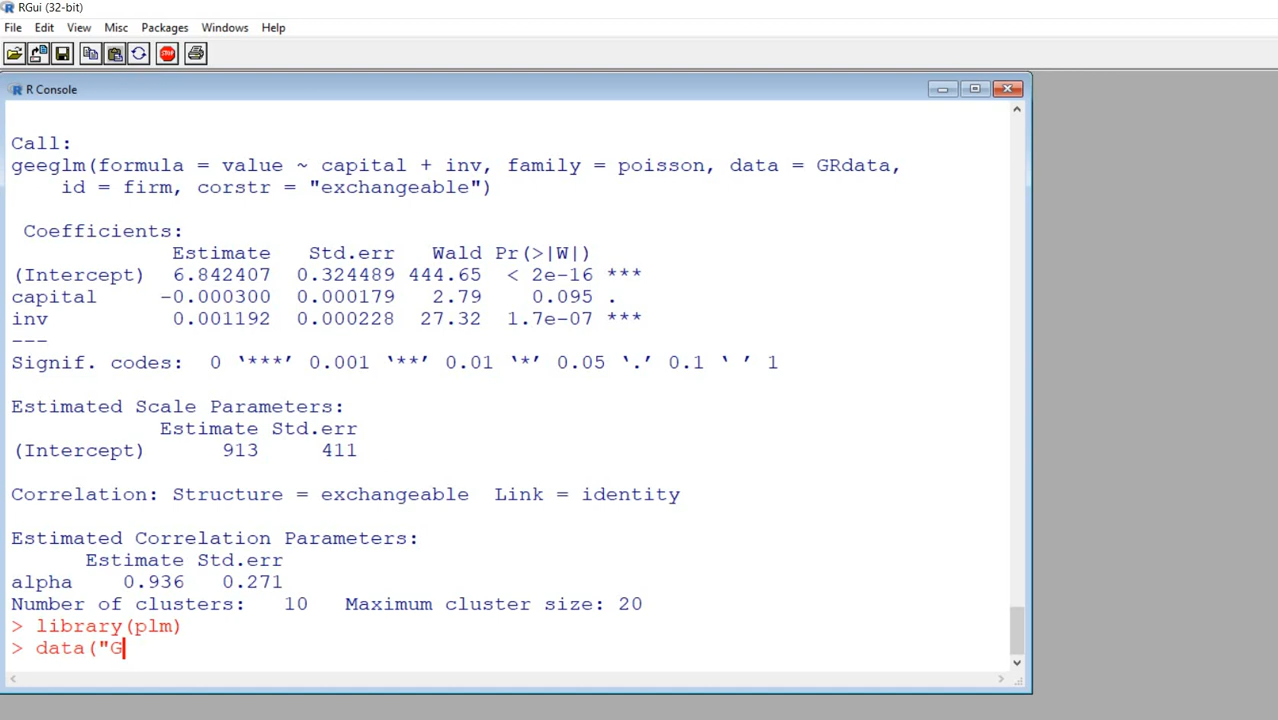 RGui (32-bit)
File Edit View Misc Packages Windows Help
STOP
R Console
Call:
geeglm(formula = value ~ capital + inv, family = poisson, data = GRdata,
    id = firm, corstr = "exchangeable")
 Coefficients:
             Estimate   Std.err   Wald Pr(>|W|)
(Intercept)  6.842407  0.324489 444.65  < 2e-16 ***
capital     -0.000300  0.000179   2.79    0.095 .
inv          0.001192  0.000228  27.32  1.7e-07 ***
---
Signif. codes:  0 ‘***’ 0.001 ‘**’ 0.01 ‘*’ 0.05 ‘.’ 0.1 ‘ ’ 1
Estimated Scale Parameters:
            Estimate Std.err
(Intercept)      913     411
Correlation: Structure = exchangeable  Link = identity
Estimated Correlation Parameters:
      Estimate Std.err
alpha    0.936   0.271
Number of clusters:   10   Maximum cluster size: 20
> library(plm)
> data("G